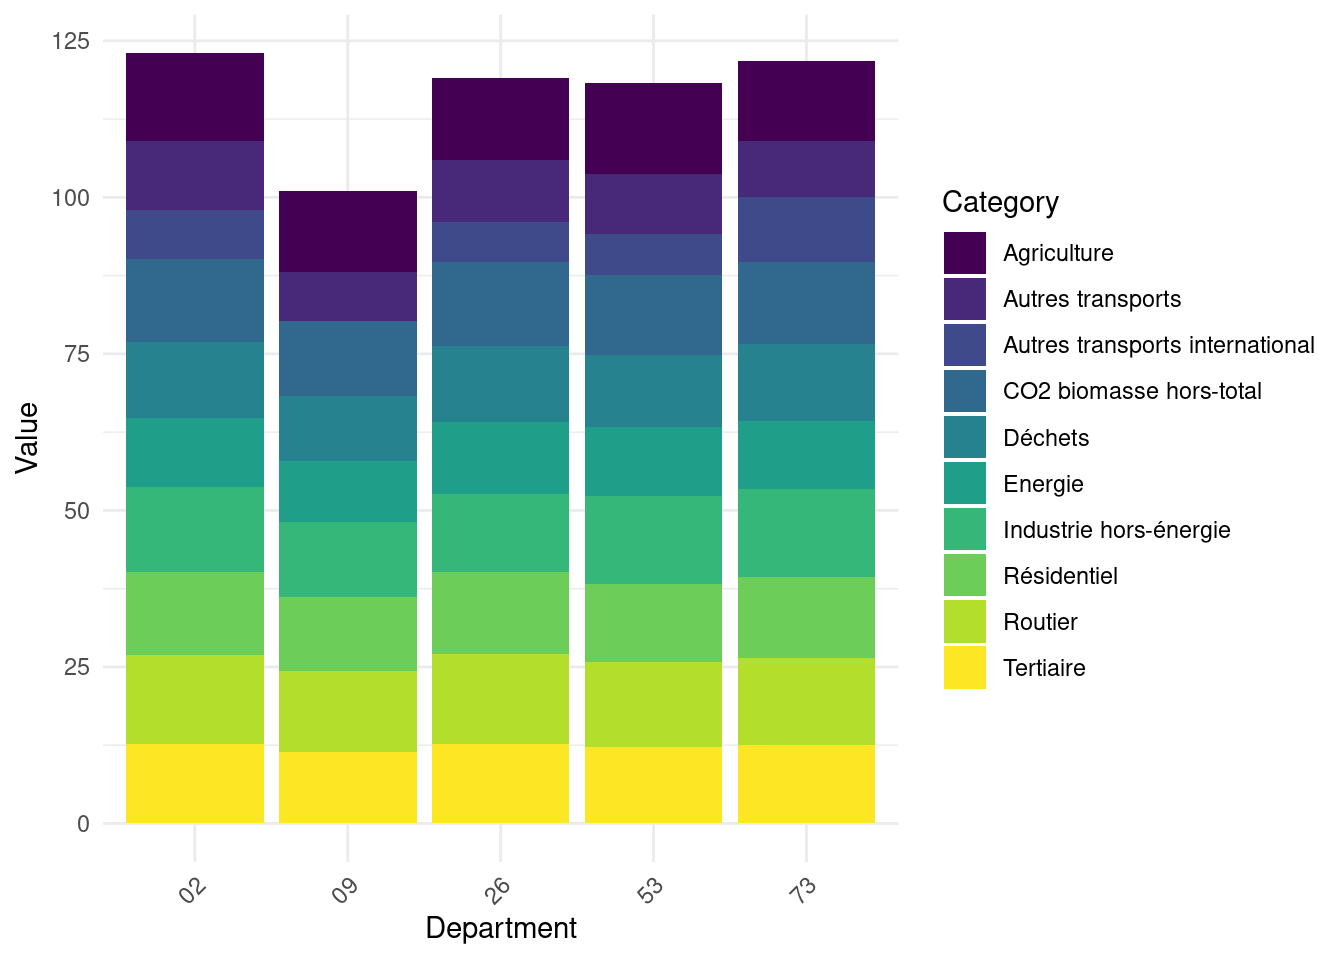 125
100
75
50
25
0
Value
02
09
26
53
73
Department
Category
Agriculture
Autres transports
Autres transports international
CO2 biomasse hors-total
Déchets
Energie
Industrie hors-énergie
Résidentiel
Routier
Tertiaire